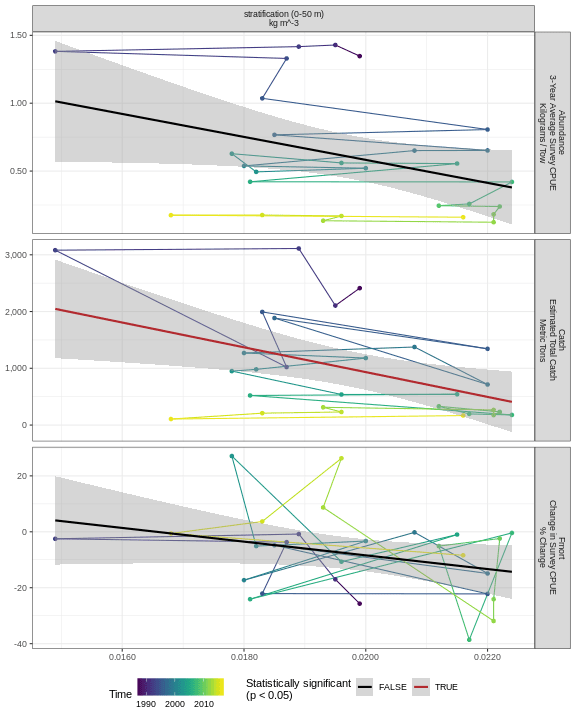 stratification (0-50 m)
kg m^-3
1.50
1.00
0.50
Abundance
3-Year Average Survey CPUE
Kilograms / Tow
3,000
2,000
1,000
0
Catch
Estimated Total Catch
Metric Tons
20
0
-20
-40
Fmort
Change in Survey CPUE
% Change
0.0160 0.0180 0.0200 0.0220
Time
1990 2000 2010
Statistically significant
(p < 0.05)
FALSE TRUE